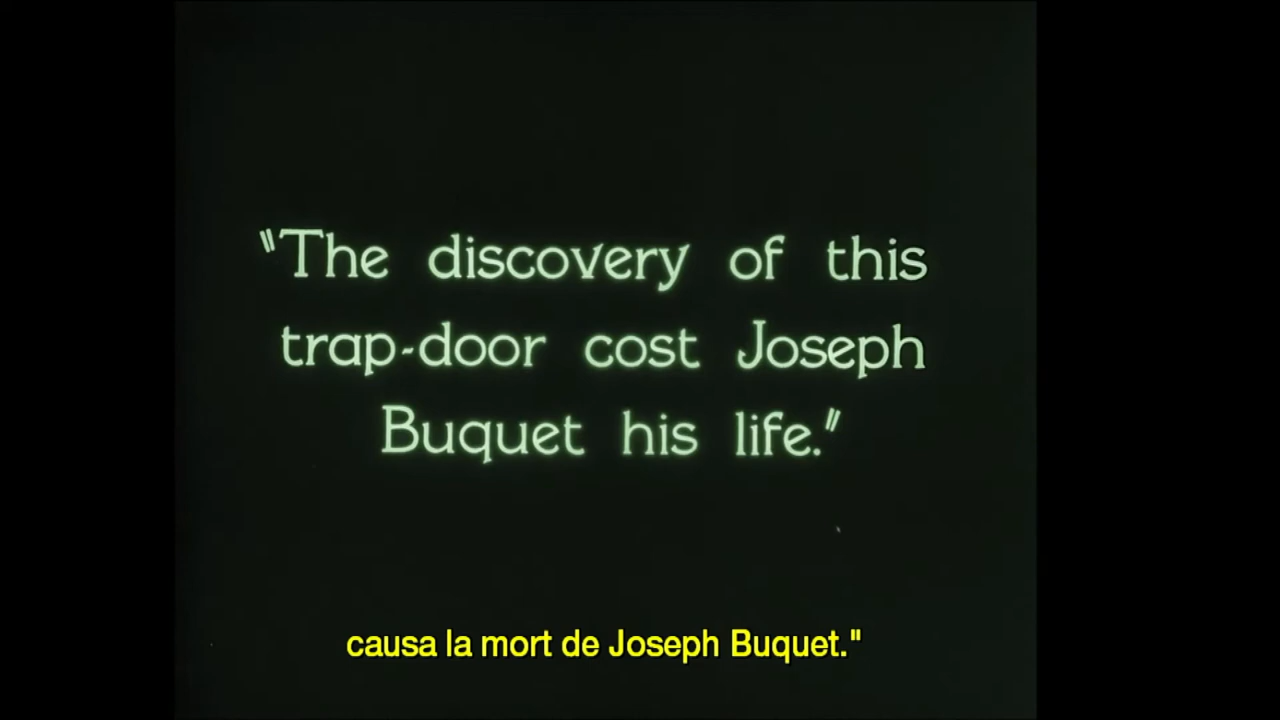 "The discovery of this
trap-door cost Joseph
Buquet his life."
causa la mort de Joseph Buquet."